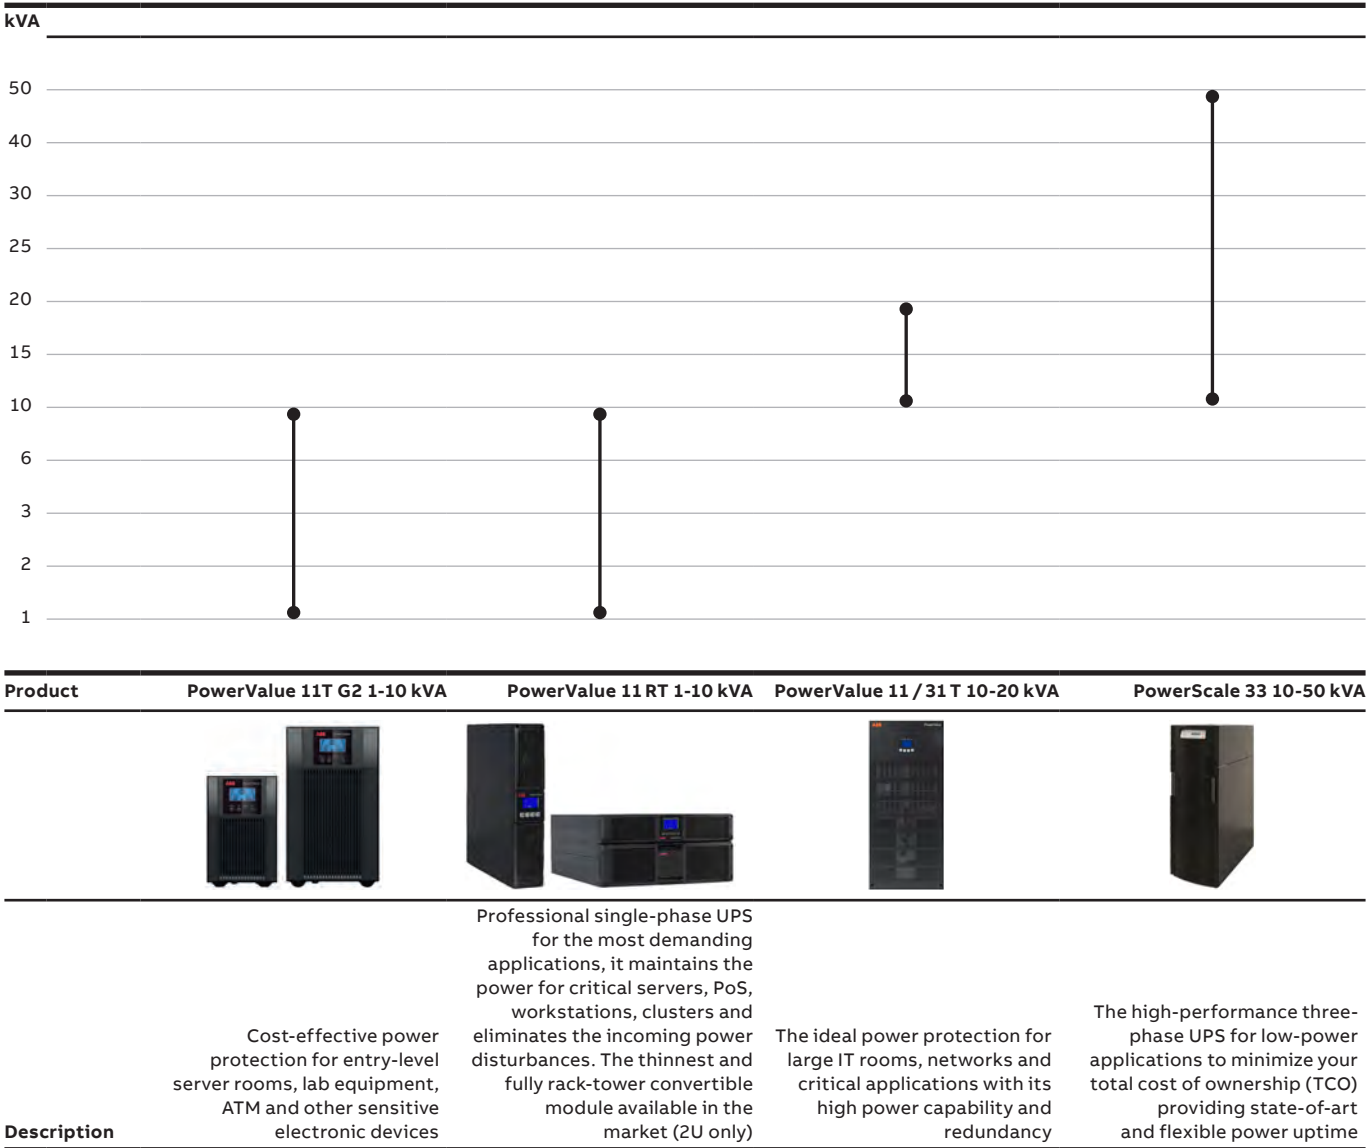 kVA
50
40
30
25
20
15
10
6
3
2
1
Product
PowerValue 11T G2 1-10 kVA
PowerValue 11 RT 1-10 kVA
PowerValue 11 / 31 T 10-20 kVA
PowerScale 33 10-50 kVA
Description
Cost-effective power
protection for entry-level
server rooms, lab equipment,
ATM and other sensitive
electronic devices
Professional single-phase UPS
for the most demanding
applications, it maintains the
power for critical servers, PoS,
workstations, clusters and
eliminates the incoming power
disturbances. The thinnest and
fully rack-tower convertible
module available in the
market (2U only)
The ideal power protection for
large IT rooms, networks and
critical applications with its
high power capability and
redundancy
The high-performance three-
phase UPS for low-power
applications to minimize your
total cost of ownership (TCO)
providing state-of-art
and flexible power uptime